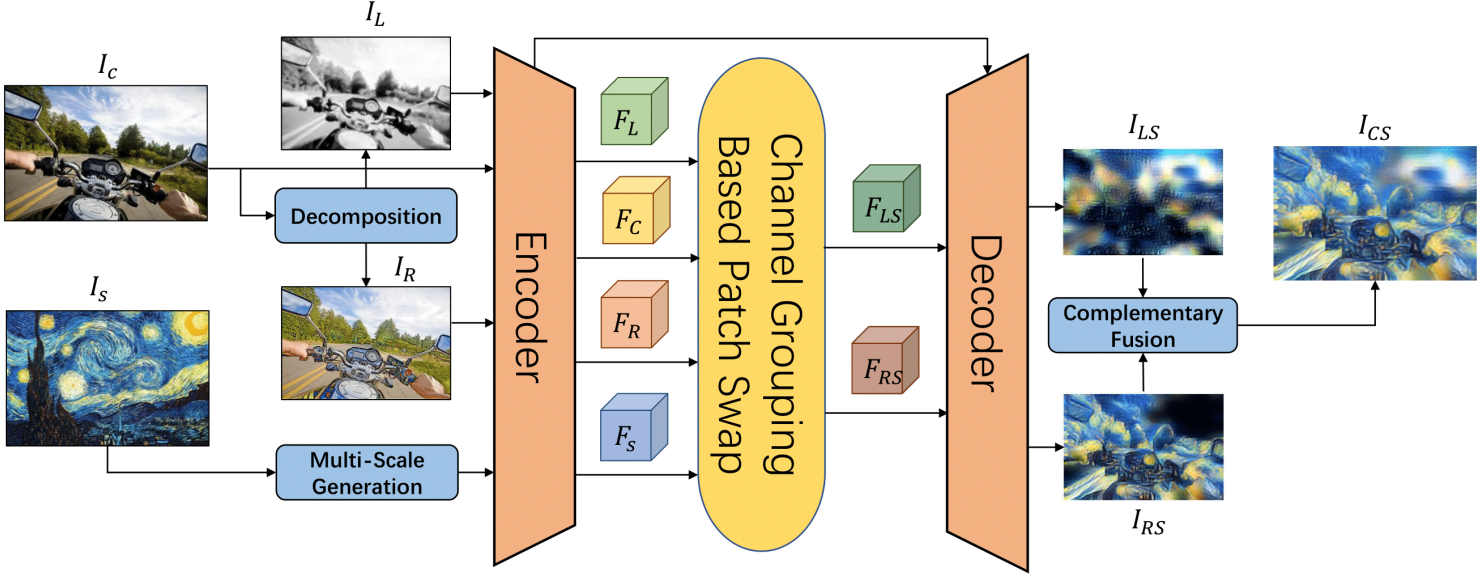 I_C
I_L
Decomposition
I_R
I_s
Multi-Scale
Generation
Encoder
F_L
F_C
F_R
F_s
Channel Grouping
Based Patch Swap
F_LS
F_RS
Decoder
I_LS
I_CS
Complementary
Fusion
I_RS